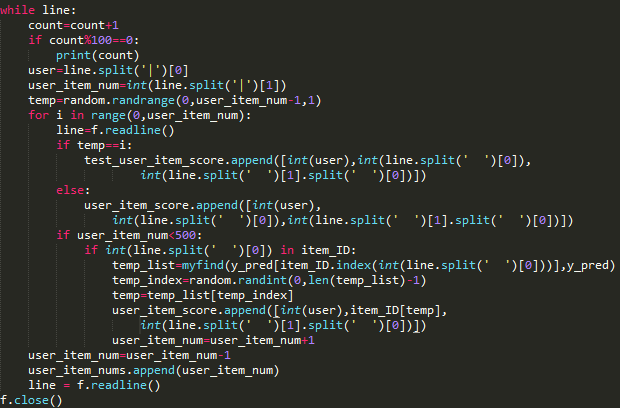 while line:
    count=count+1
    if count%100==0:
        print(count)
    user=line.split('|')[0]
    user_item_num=int(line.split('|')[1])
    temp=random.randrange(0,user_item_num-1,1)
    for i in range(0,user_item_num):
        line=f.readline()
        if temp==i:
            test_user_item_score.append([int(user),int(line.split('  ')[0]),
                int(line.split('  ')[1].split('  ')[0])])
        else:
            user_item_score.append([int(user),
                int(line.split('  ')[0]),int(line.split('  ')[1].split('  ')[0])])
        if user_item_num<500:
            if int(line.split('  ')[0]) in item_ID:
                temp_list=myfind(y_pred[item_ID.index(int(line.split('  ')[0]))],y_pred)
                temp_index=random.randint(0,len(temp_list)-1)
                temp=temp_list[temp_index]
                user_item_score.append([int(user),item_ID[temp],
                    int(line.split('  ')[1].split('  ')[0])])
                user_item_num=user_item_num+1
    user_item_num=user_item_num-1
    user_item_nums.append(user_item_num)
    line = f.readline()
f.close()